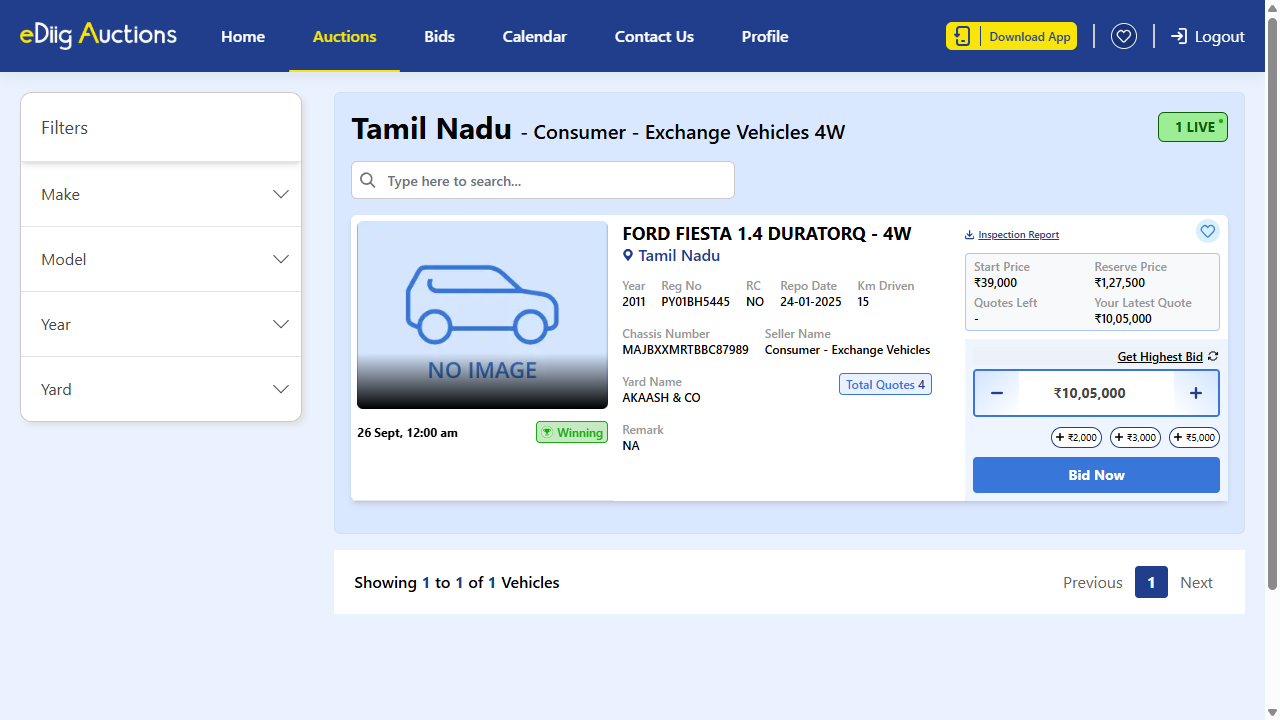 eDiig Auctions
Home
Auctions
Bids
Calendar
Contact Us
Profile
Download App
Logout
Filters
Make
Model
Year
Yard
Tamil Nadu - Consumer - Exchange Vehicles 4W
1 LIVE
Type here to search...
NO IMAGE
26 Sept, 12:00 am
Winning
FORD FIESTA 1.4 DURATORQ - 4W
Tamil Nadu
Year Reg No RC Repo Date Km Driven
2011 PY01BH5445 NO 24-01-2025 15
Chassis Number Seller Name
MAJBXXMRTBBC87989 Consumer - Exchange Vehicles
Yard Name
AKAASH & CO
Total Quotes 4
Remark
NA
Inspection Report
Start Price Reserve Price
₹39,000 ₹1,27,500
Quotes Left Your Latest Quote
- ₹10,05,000
Get Highest Bid
− ₹10,05,000 +
+ ₹2,000 + ₹3,000 + ₹5,000
Bid Now
Showing 1 to 1 of 1 Vehicles
Previous 1 Next